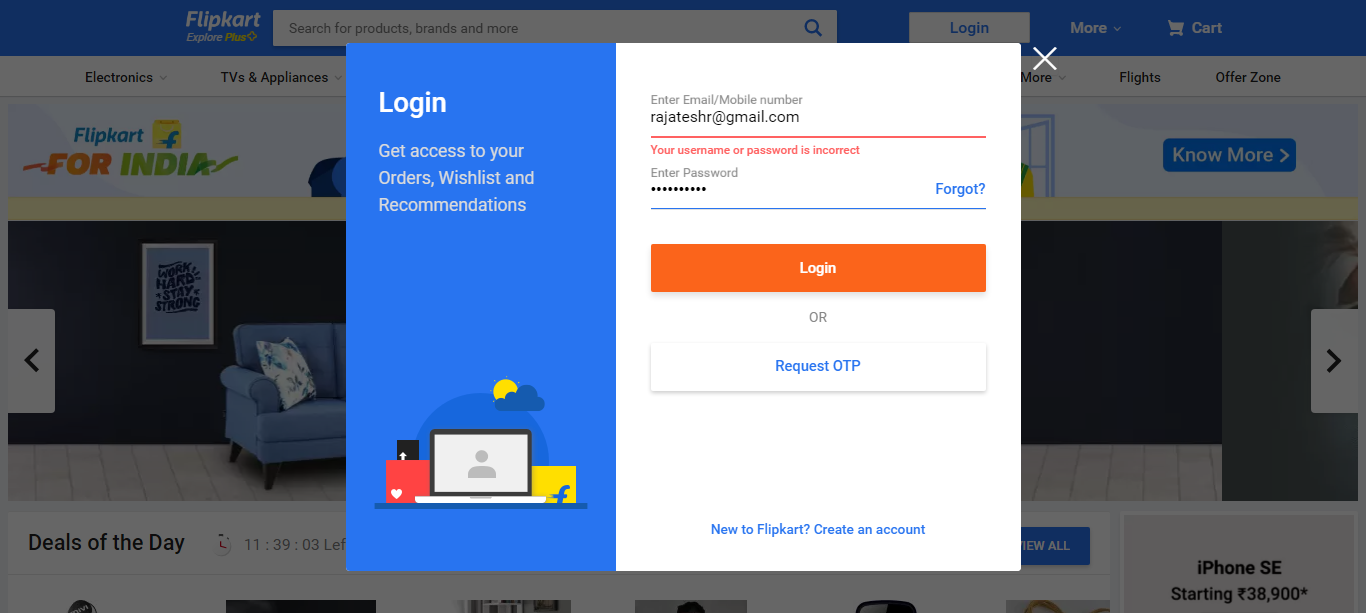 Flipkart
Explore Plus
Search for products, brands and more
Login
More
Cart
Electronics
TVs & Appliances
More
Flights
Offer Zone
Flipkart
FOR INDIA
Know More
WORK
HARD
STAY
STRONG
Login
Get access to your
Orders, Wishlist and
Recommendations
Enter Email/Mobile number
rajateshr@gmail.com
Your username or password is incorrect
Enter Password
••••••••••
Forgot?
Login
OR
Request OTP
New to Flipkart? Create an account
Deals of the Day
11 : 39 : 03 Lef
VIEW ALL
iPhone SE
Starting ₹38,900*